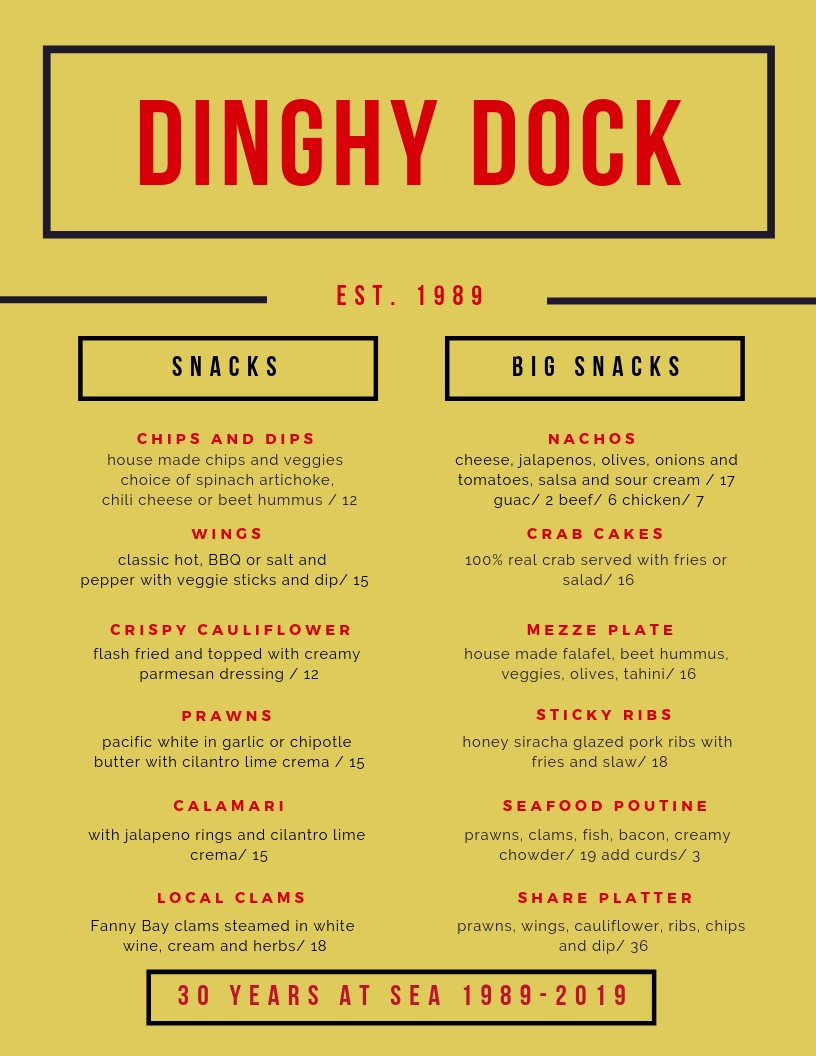 DINGHY DOCK
EST. 1989
SNACKS
CHIPS AND DIPS
house made chips and veggies
choice of spinach artichoke,
chili cheese or beet hummus / 12
WINGS
classic hot, BBQ or salt and
pepper with veggie sticks and dip/ 15
CRISPY CAULIFLOWER
flash fried and topped with creamy
parmesan dressing / 12
PRAWNS
pacific white in garlic or chipotle
butter with cilantro lime crema / 15
CALAMARI
with jalapeno rings and cilantro lime
crema/ 15
LOCAL CLAMS
Fanny Bay clams steamed in white
wine, cream and herbs/ 18
BIG SNACKS
NACHOS
cheese, jalapenos, olives, onions and
tomatoes, salsa and sour cream / 17
guac/ 2 beef/ 6 chicken/ 7
CRAB CAKES
100% real crab served with fries or
salad/ 16
MEZZE PLATE
house made falafel, beet hummus,
veggies, olives, tahini/ 16
STICKY RIBS
honey siracha glazed pork ribs with
fries and slaw/ 18
SEAFOOD POUTINE
prawns, clams, fish, bacon, creamy
chowder/ 19 add curds/ 3
SHARE PLATTER
prawns, wings, cauliflower, ribs, chips
and dip/ 36
30 YEARS AT SEA 1989-2019